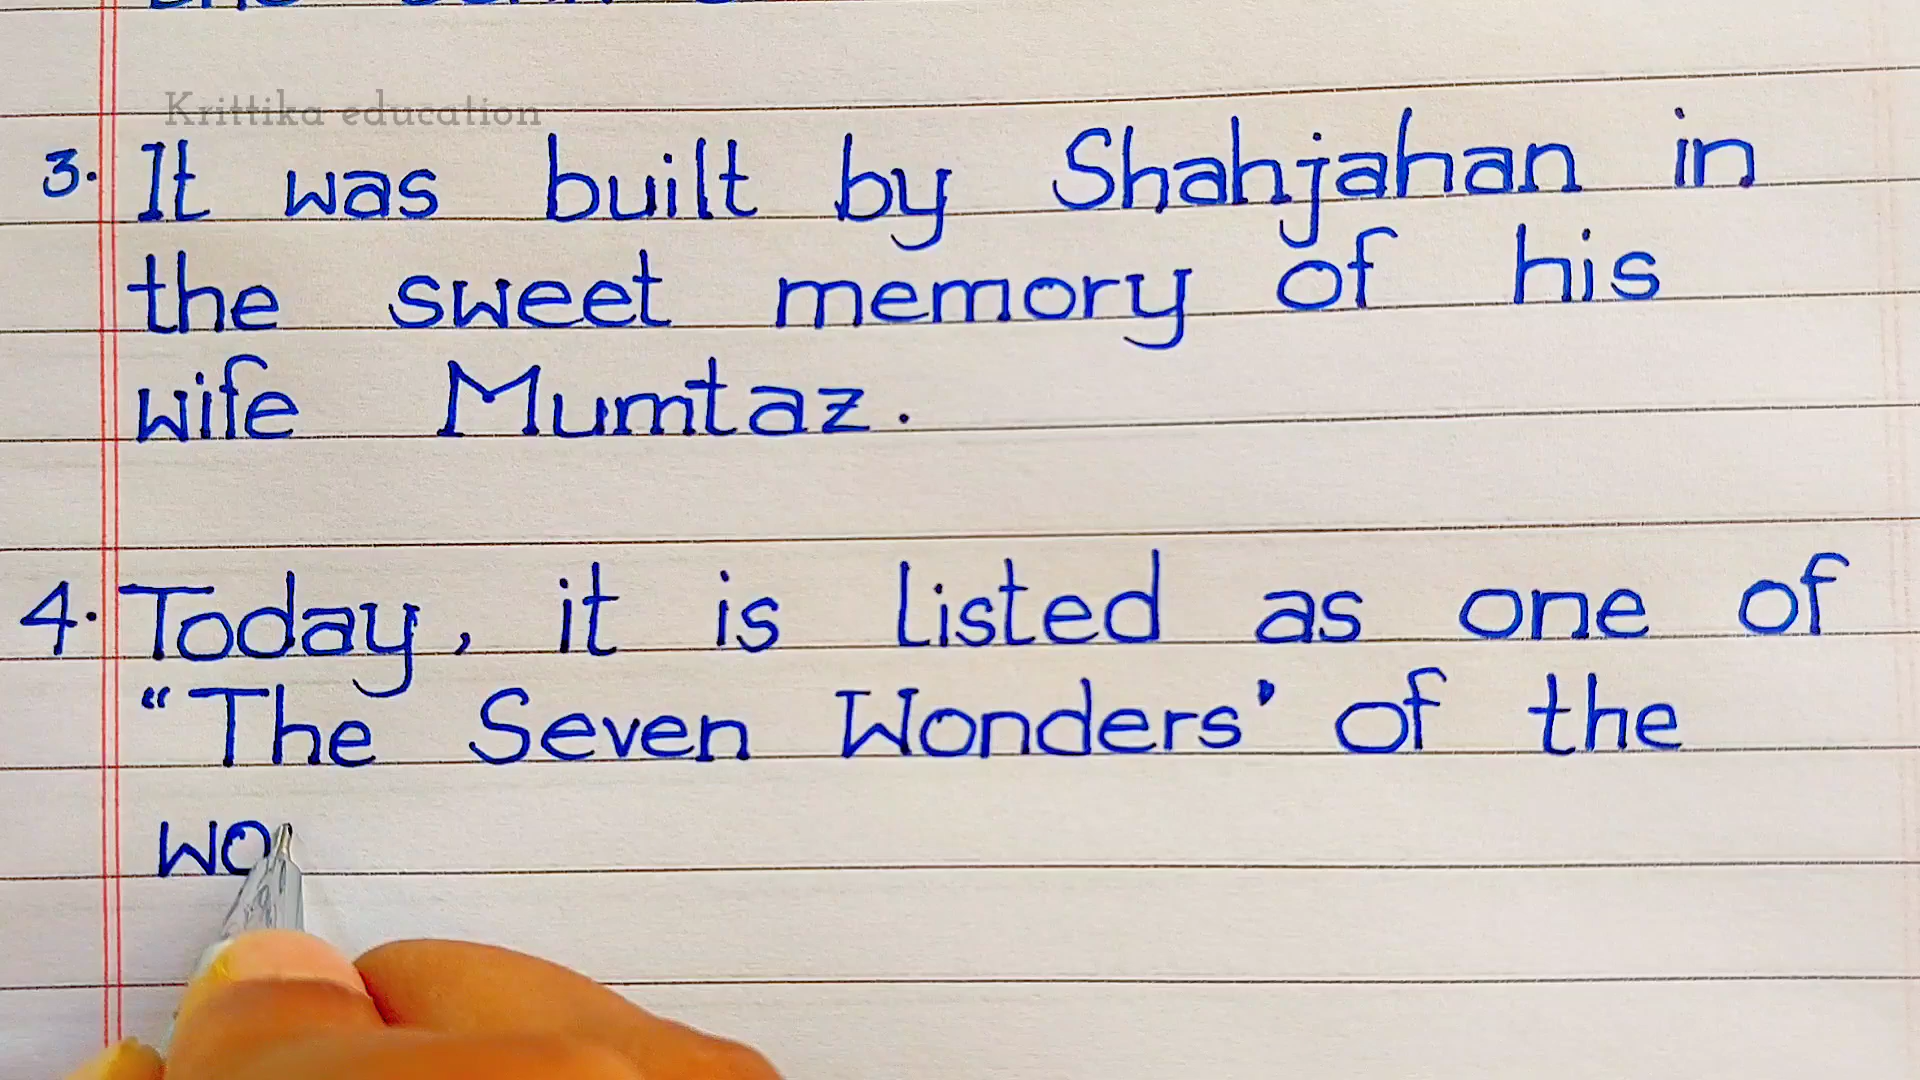 Krittika education
3. It was built by Shahjahan in
the sweet memory of his
wife Mumtaz.
4. Today, it is listed as one of
“The Seven Wonders’ of the
wo